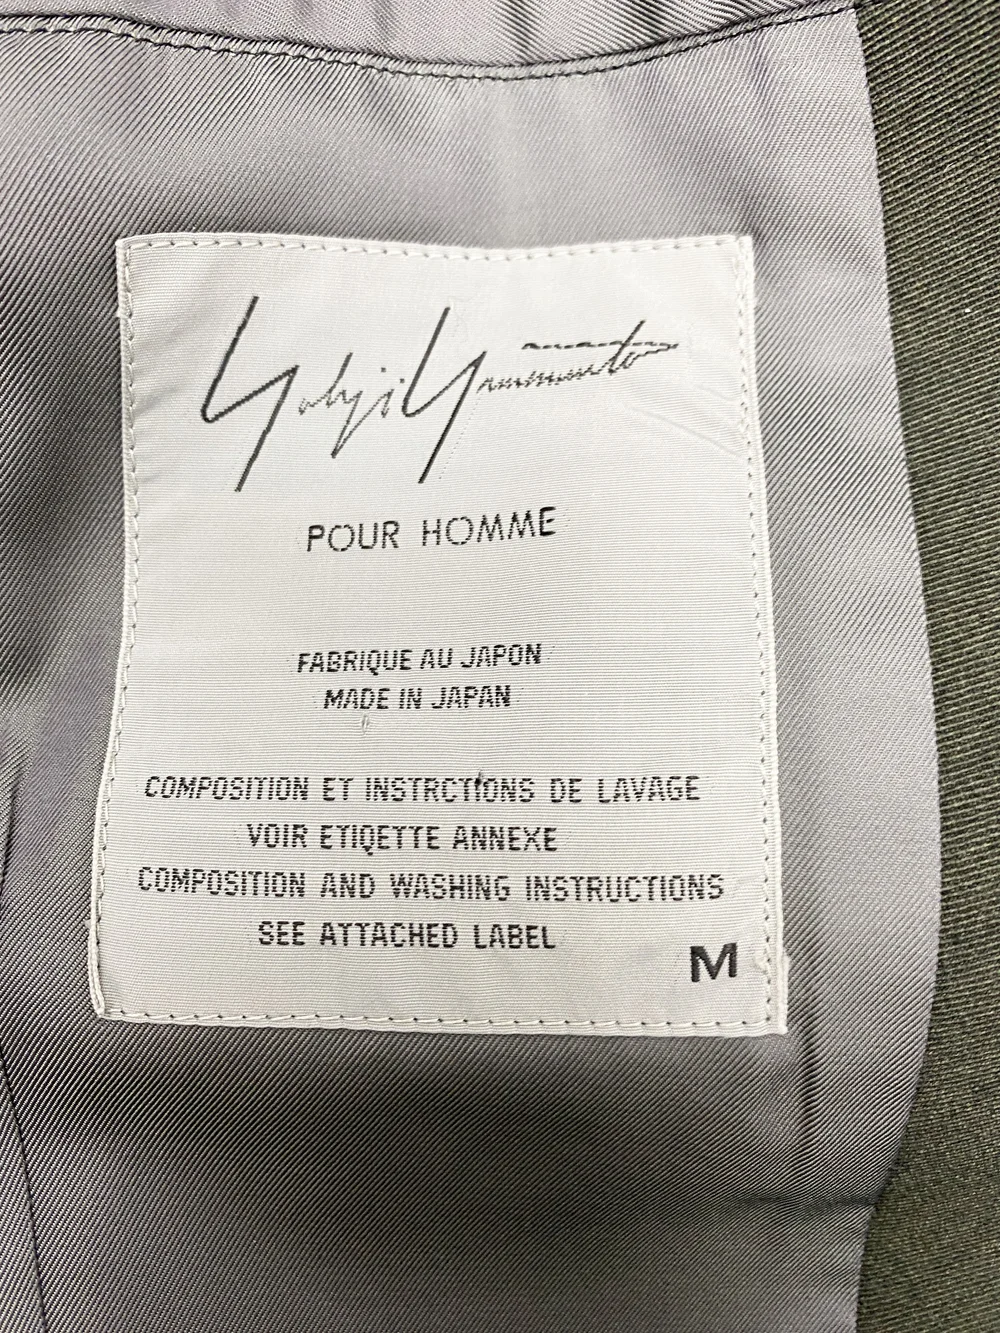 Yohji Yamamoto
POUR HOMME
FABRIQUE AU JAPON
MADE IN JAPAN
COMPOSITION ET INSTRCTIONS DE LAVAGE
VOIR ETIQETTE ANNEXE
COMPOSITION AND WASHING INSTRUCTIONS
SEE ATTACHED LABEL
M